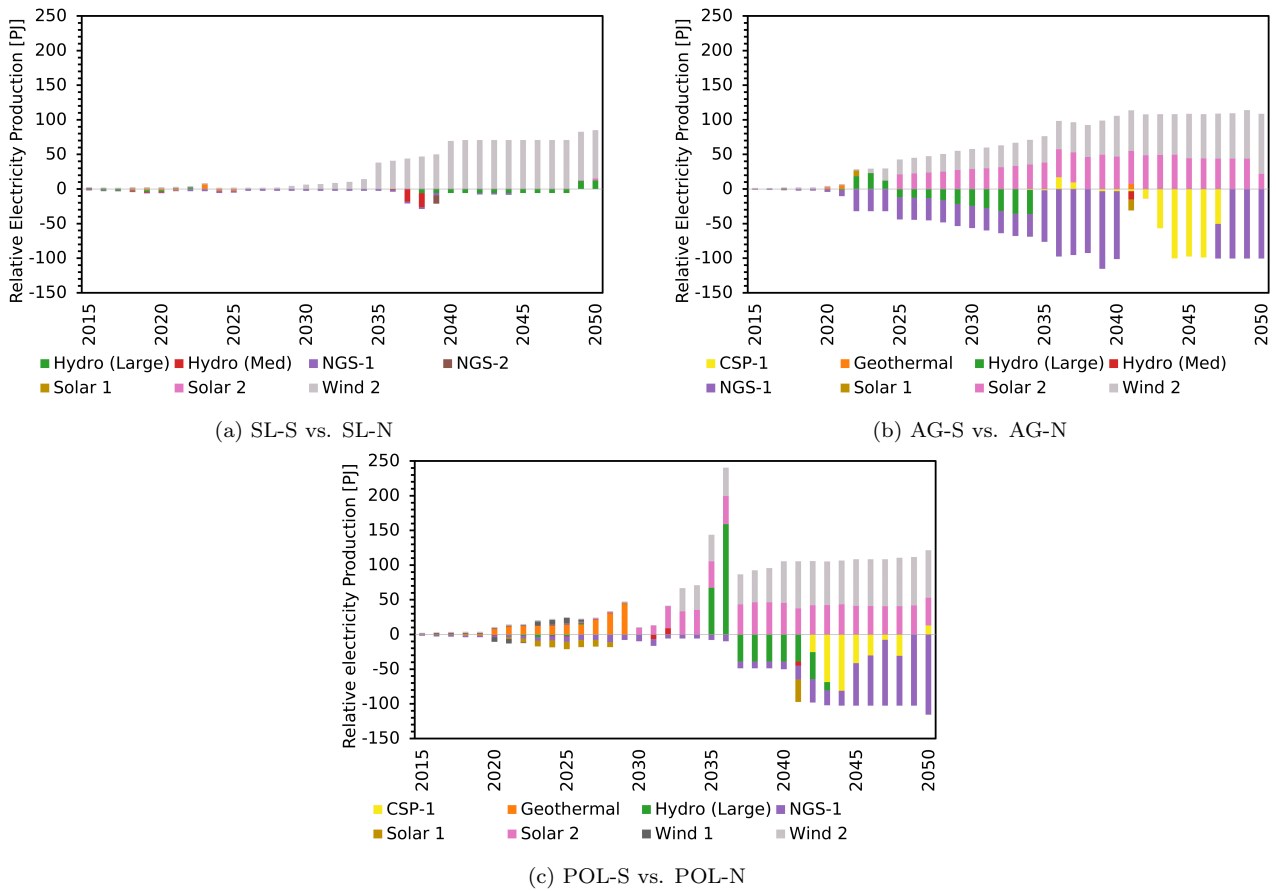 Relative Electricity Production [PJ]
250
200
150
100
50
0
-50
-100
-150
2015 2020 2025 2030 2035 2040 2045 2050
Hydro (Large) Hydro (Med) NGS-1 NGS-2
Solar 1 Solar 2 Wind 2
(a) SL-S vs. SL-N
Relative Electricity Production [PJ]
250
200
150
100
50
0
-50
-100
-150
2015 2020 2025 2030 2035 2040 2045 2050
CSP-1 Geothermal Hydro (Large) Hydro (Med)
NGS-1 Solar 1 Solar 2 Wind 2
(b) AG-S vs. AG-N
Relative electricity Production [PJ]
250
200
150
100
50
0
-50
-100
-150
2015 2020 2025 2030 2035 2040 2045 2050
CSP-1 Geothermal Hydro (Large) NGS-1
Solar 1 Solar 2 Wind 1 Wind 2
(c) POL-S vs. POL-N